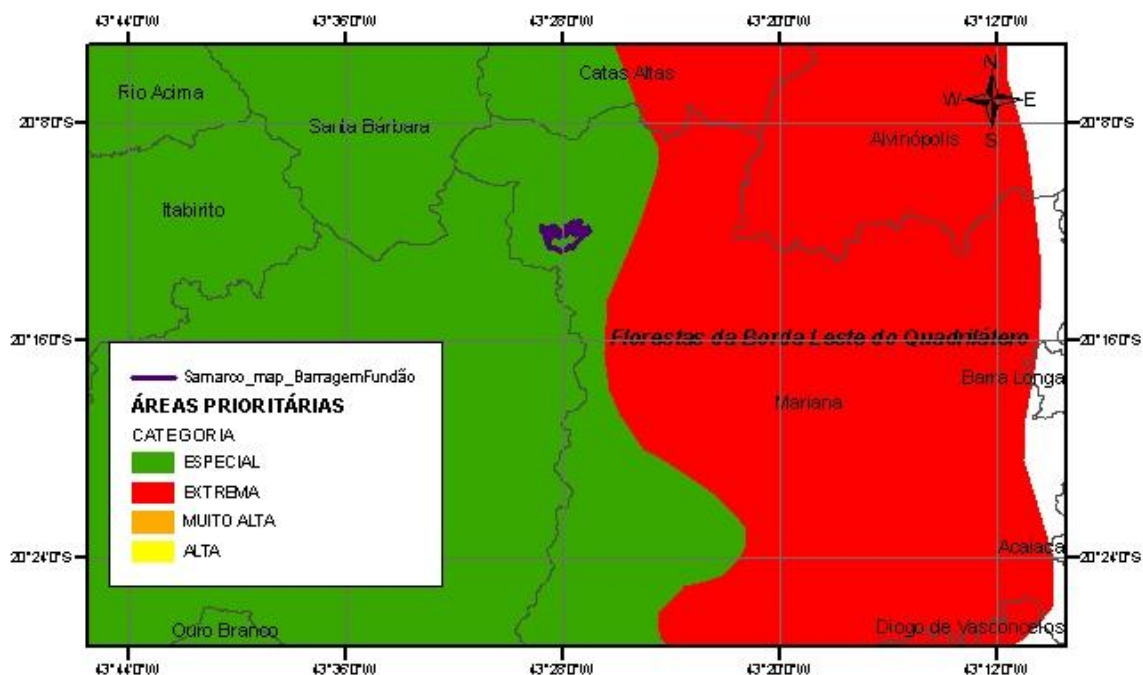 43°44'0"W 43°36'0"W 43°28'0"W 43°20'0"W 43°12'0"W
N
W E
S
Catas Altas
Rio Acima
20°8'0"S 20°8'0"S
Santa Bárbara
Alvinópolis
Itabirito
20°16'0"S 20°16'0"S
Florestas da Borda Leste do Quadrilátero
Barra Longa
Mariana
Samarco_map_BarragemFundão
ÁREAS PRIORITÁRIAS
CATEGORIA
ESPECIAL
EXTREMA
MUITO ALTA
ALTA
20°24'0"S 20°24'0"S
Acaiaca
Ouro Branco
Diogo de Vasconcelos
43°44'0"W 43°36'0"W 43°28'0"W 43°20'0"W 43°12'0"W